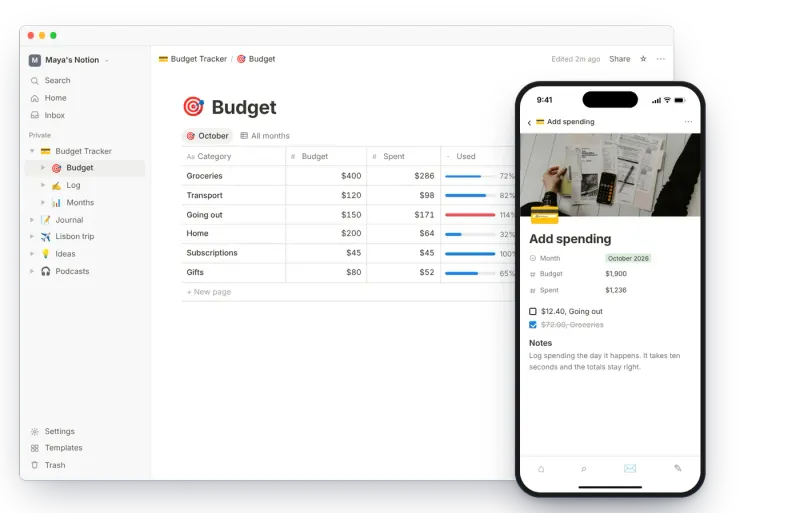 M Maya's Notion
Search
Home
Inbox
Private
Budget Tracker
Budget
Log
Months
Journal
Lisbon trip
Ideas
Podcasts
Settings
Templates
Trash
Budget Tracker / Budget
Edited 2m ago Share
Budget
October All months
Aa Category # Budget # Spent Used
Groceries $400 $286 72%
Transport $120 $98 82%
Going out $150 $171 114%
Home $200 $64 32%
Subscriptions $45 $45 100%
Gifts $80 $52 65%
+ New page
9:41
Add spending
Add spending
Month October 2026
# Budget $1,900
# Spent $1,236
$12.40, Going out
$72.90, Groceries
Notes
Log spending the day it happens. It takes ten
seconds and the totals stay right.